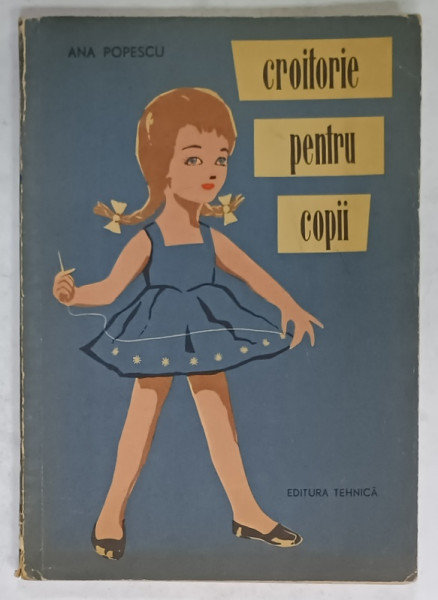 ANA POPESCU
croitorie
pentru
copii
EDITURA TEHNICĂ